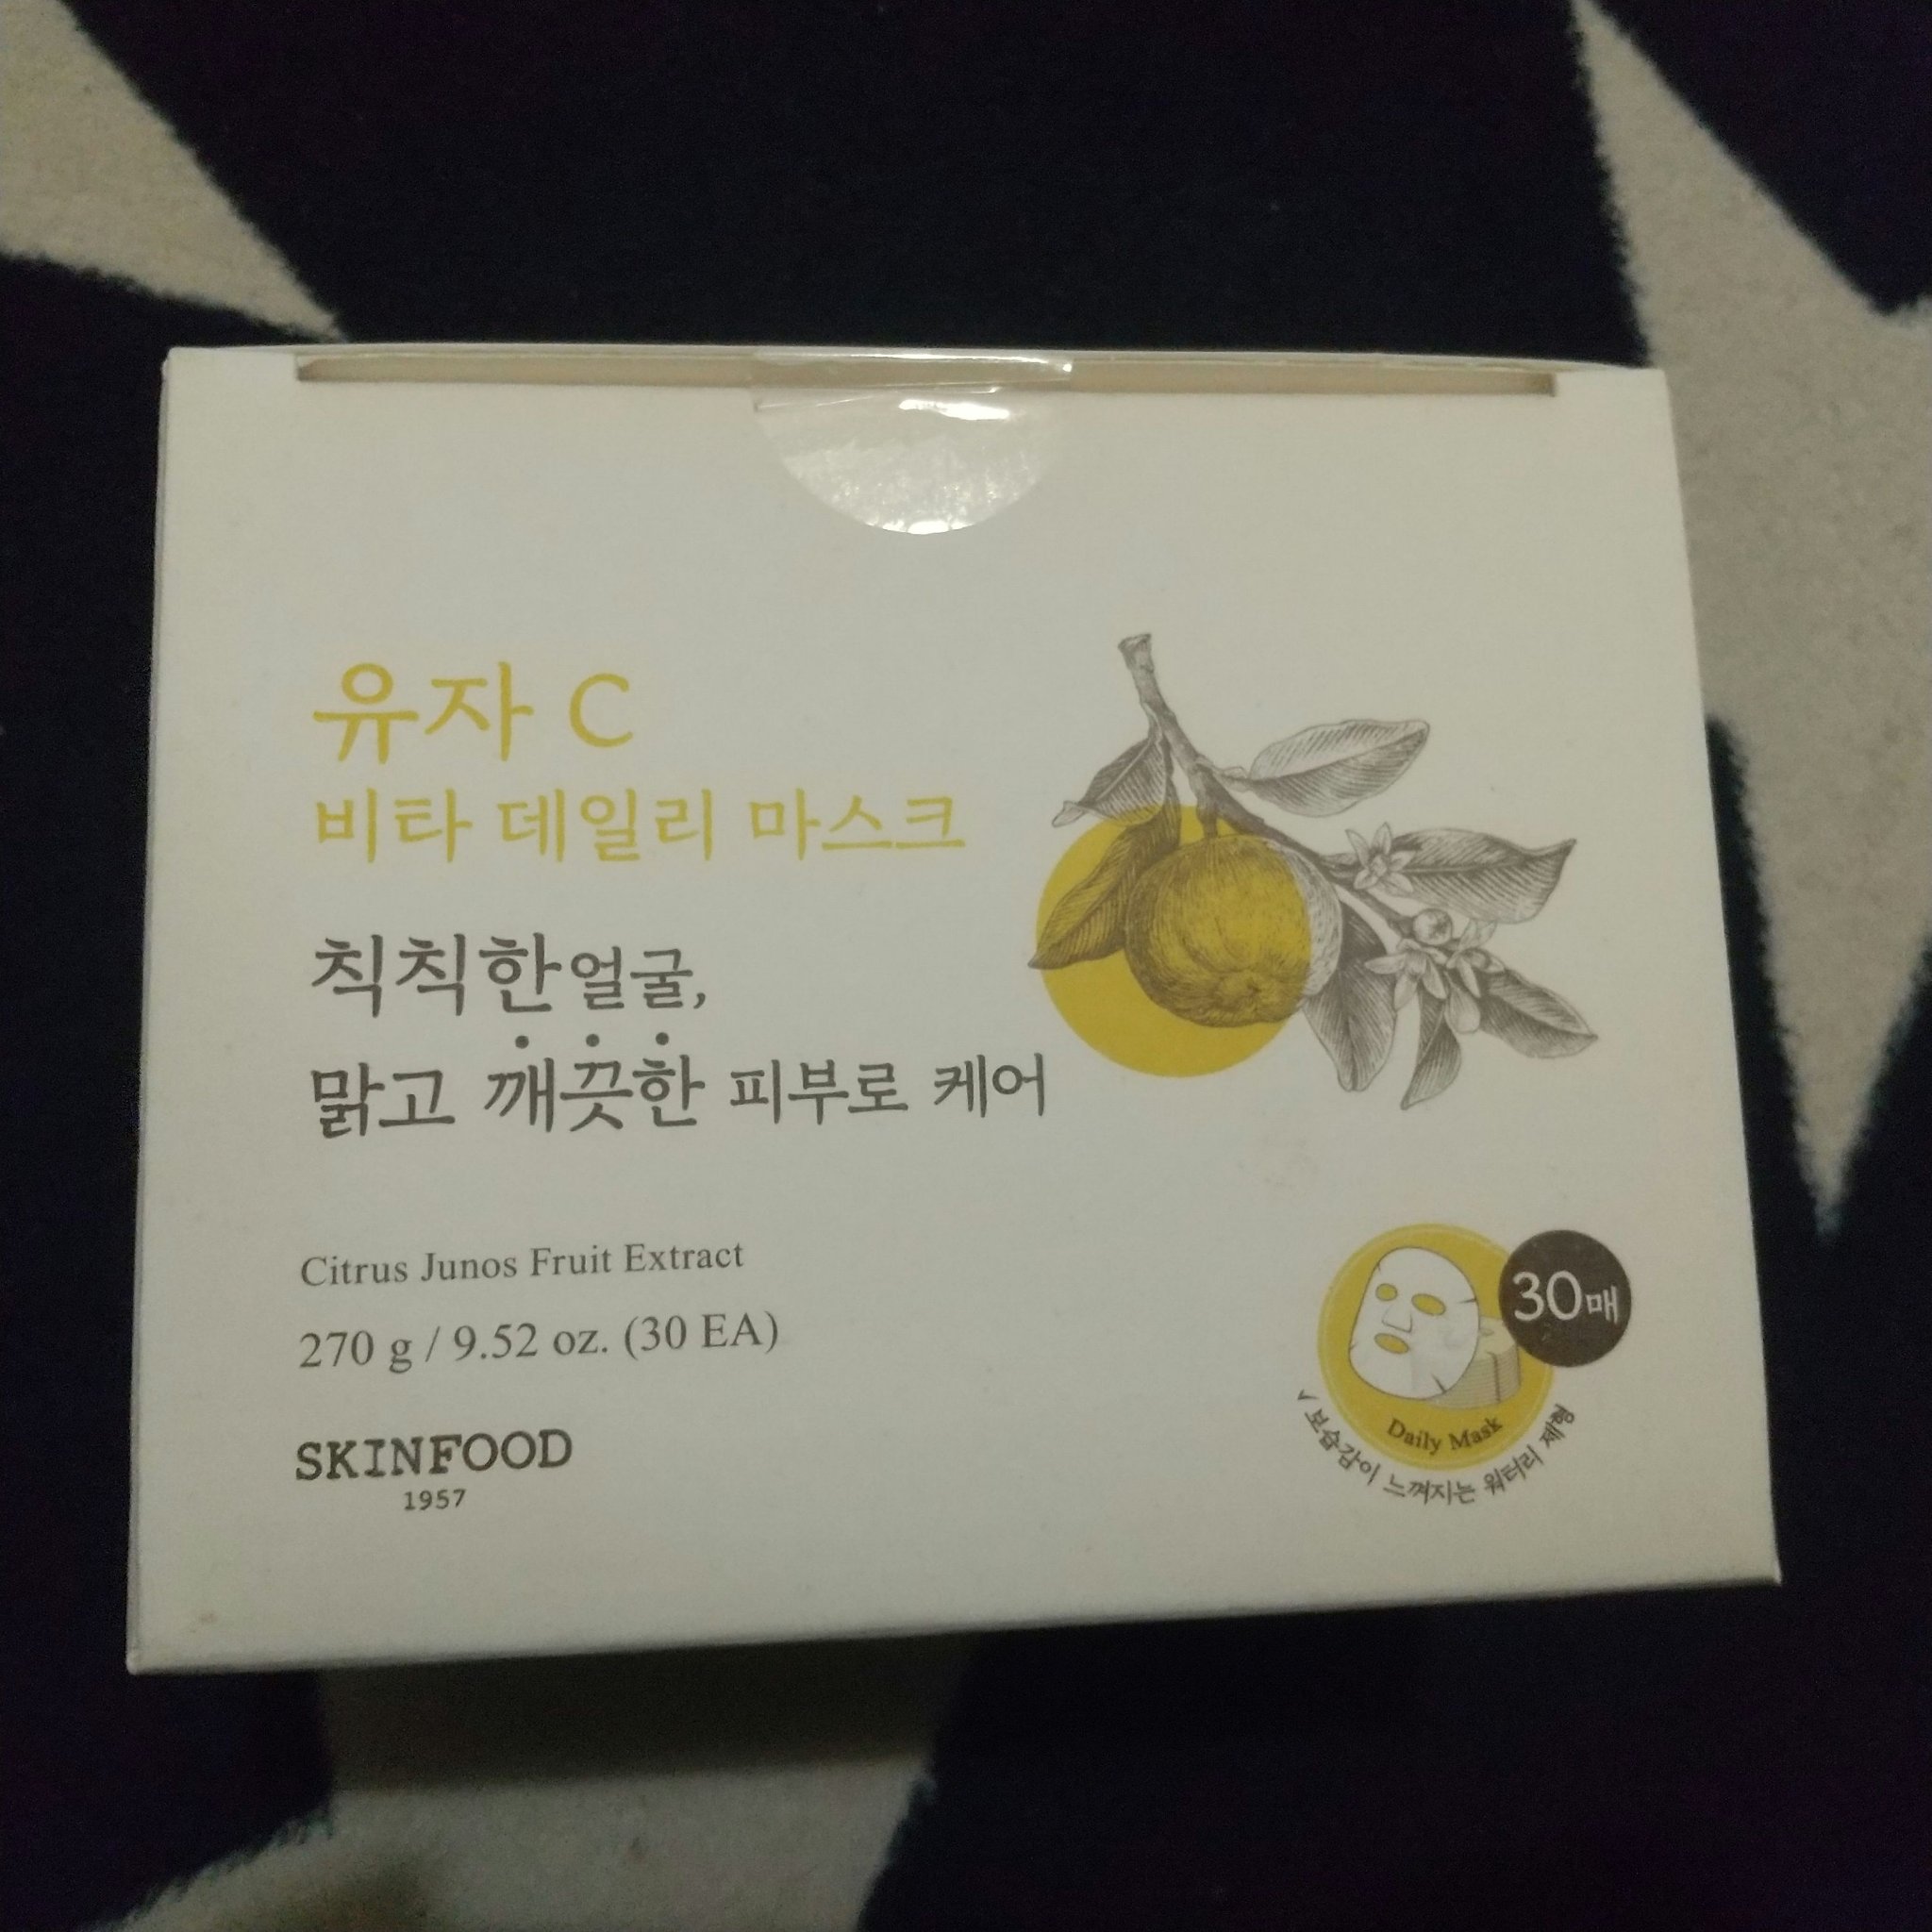 유자 C
비타 데일리 마스크
칙칙한얼굴,
맑고 깨끗한 피부로 케어
Citrus Junos Fruit Extract
270 g / 9.52 oz. (30 EA)
SKINFOOD
1957
30매
Daily Mask
✓ 보습감이 느껴지는 워터리 제형